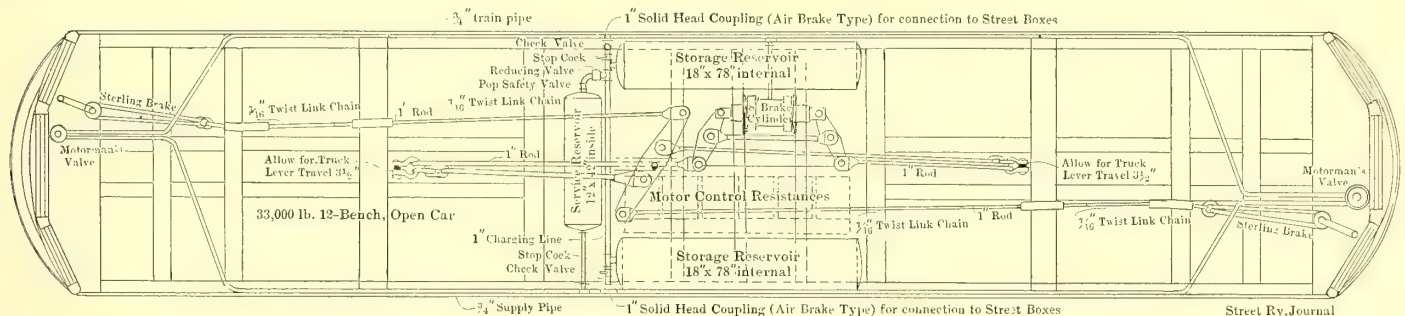 3/4" train pipe
1" Solid Head Coupling (Air Brake Type) for connection to Street Boxes
Check Valve
Stop Cock
Reducing Valve
Pop Safety Valve
Storage Reservoir
18"x 78" internal
Sterling Brake
7/16" Twist Link Chain
1" Rod
7/16" Twist Link Chain
Brake
Cylinder
Motorman's
Valve
Allow for Truck
Lever Travel 3 1/2"
1" Rod
Service Reservoir
inside
1" Rod
Allow for Truck
Lever Travel 3 1/2"
Motorman's
Valve
33,000 lb. 12-Bench, Open Car
Motor Control Resistances
7/16" Twist Link Chain
1" Rod
7/16" Twist Link Chain
Sterling Brake
1" Charging Line
Stop Cock
Check Valve
Storage Reservoir
18"x 78" internal
3/4" Supply Pipe
1" Solid Head Coupling (Air Brake Type) for connection to Street Boxes
Street Ry. Journal